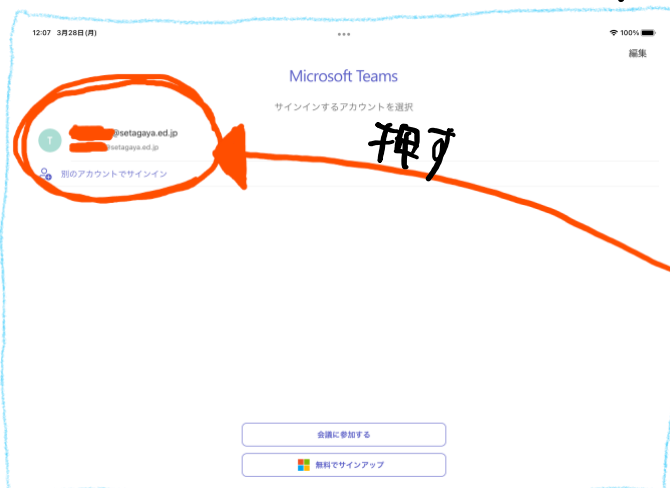 12:07 3月28日(月)
100%
編集
Microsoft Teams
サインインするアカウントを選択
@setagaya.ed.jp
setagaya.ed.jp
T
別のアカウントでサインイン
押す
会議に参加する
無料でサインアップ